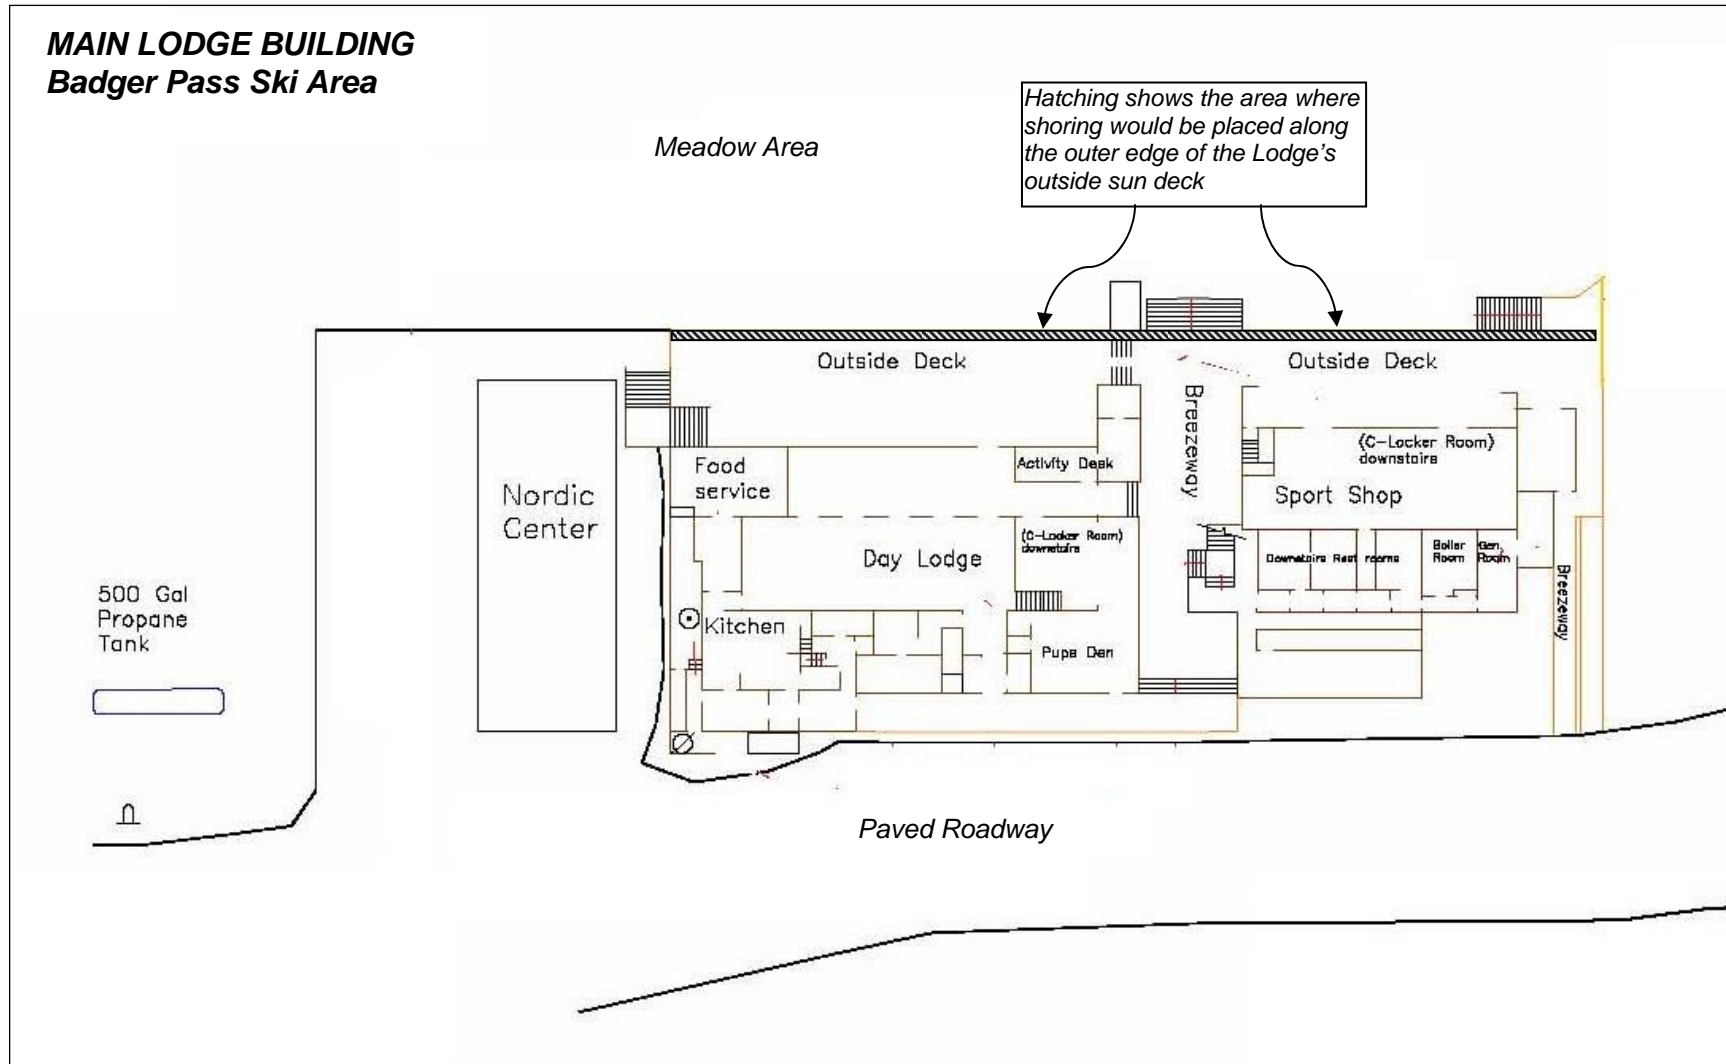 MAIN LODGE BUILDING
Badger Pass Ski Area
Meadow Area
Hatching shows the area where
shoring would be placed along
the outer edge of the Lodge's
outside sun deck
Outside Deck
Outside Deck
Breezeway
(C-Locker Room)
downstairs
Food
service
Activity Desk
Nordic
Center
Sport Shop
Day Lodge
(C-Locker Room)
downstairs
Downstairs Rest rooms
Boiler
Room
Gen.
Room
Breezeway
500 Gal
Propane
Tank
Kitchen
Pups Den
Paved Roadway